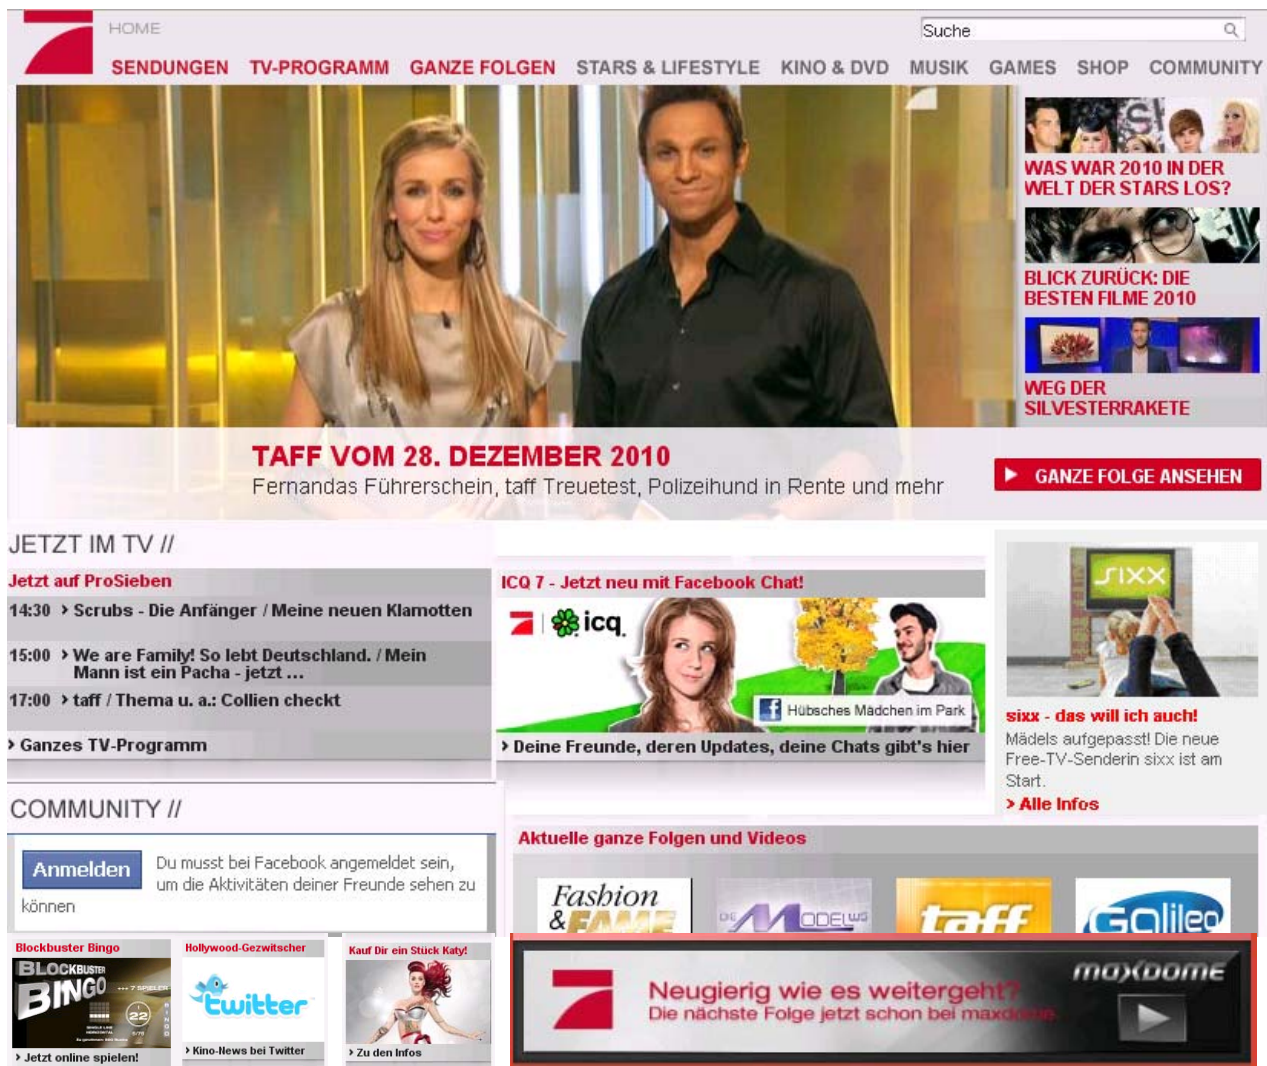 HOME
Suche
SENDUNGEN TV-PROGRAMM GANZE FOLGEN STARS & LIFESTYLE KINO & DVD MUSIK GAMES SHOP COMMUNITY
WAS WAR 2010 IN DER
WELT DER STARS LOS?
BLICK ZURÜCK: DIE
BESTEN FILME 2010
WEG DER
SILVESTERRAKETE
TAFF VOM 28. DEZEMBER 2010
Fernandas Führerschein, taff Treuetest, Polizeihund in Rente und mehr
GANZE FOLGE ANSEHEN
JETZT IM TV //
Jetzt auf ProSieben
14:30 › Scrubs - Die Anfänger / Meine neuen Klamotten
15:00 › We are Family! So lebt Deutschland. / Mein
Mann ist ein Pacha - jetzt ...
17:00 › taff / Thema u. a.: Collien checkt
› Ganzes TV-Programm
ICQ 7 - Jetzt neu mit Facebook Chat!
icq
Hübsches Mädchen im Park
› Deine Freunde, deren Updates, deine Chats gibt's hier
sixx
sixx - das will ich auch!
Mädels aufgepasst! Die neue
Free-TV-Senderin sixx ist am
Start.
› Alle Infos
COMMUNITY //
Anmelden
Du musst bei Facebook angemeldet sein,
um die Aktivitäten deiner Freunde sehen zu
können
Aktuelle ganze Folgen und Videos
Fashion
& FAME
DIE MODEL WG
taff
Galileo
Blockbuster Bingo
BLOCKBUSTER
BINGO
7 SPIELER
22
› Jetzt online spielen!
Hollywood-Gezwitscher
twitter
› Kino-News bei Twitter
Kauf Dir ein Stück Katy!
› Zu den Infos
maxdome
Neugierig wie es weitergeht?
Die nächste Folge jetzt schon bei maxdome.